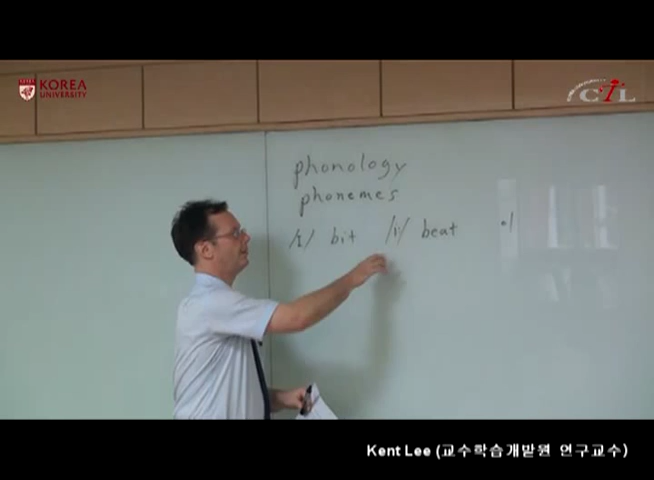 KOREA
UNIVERSITY
CTL
phonology
phonemes
/ɪ/ bit /i/ beat 이
Kent Lee (교수학습개발원 연구교수)